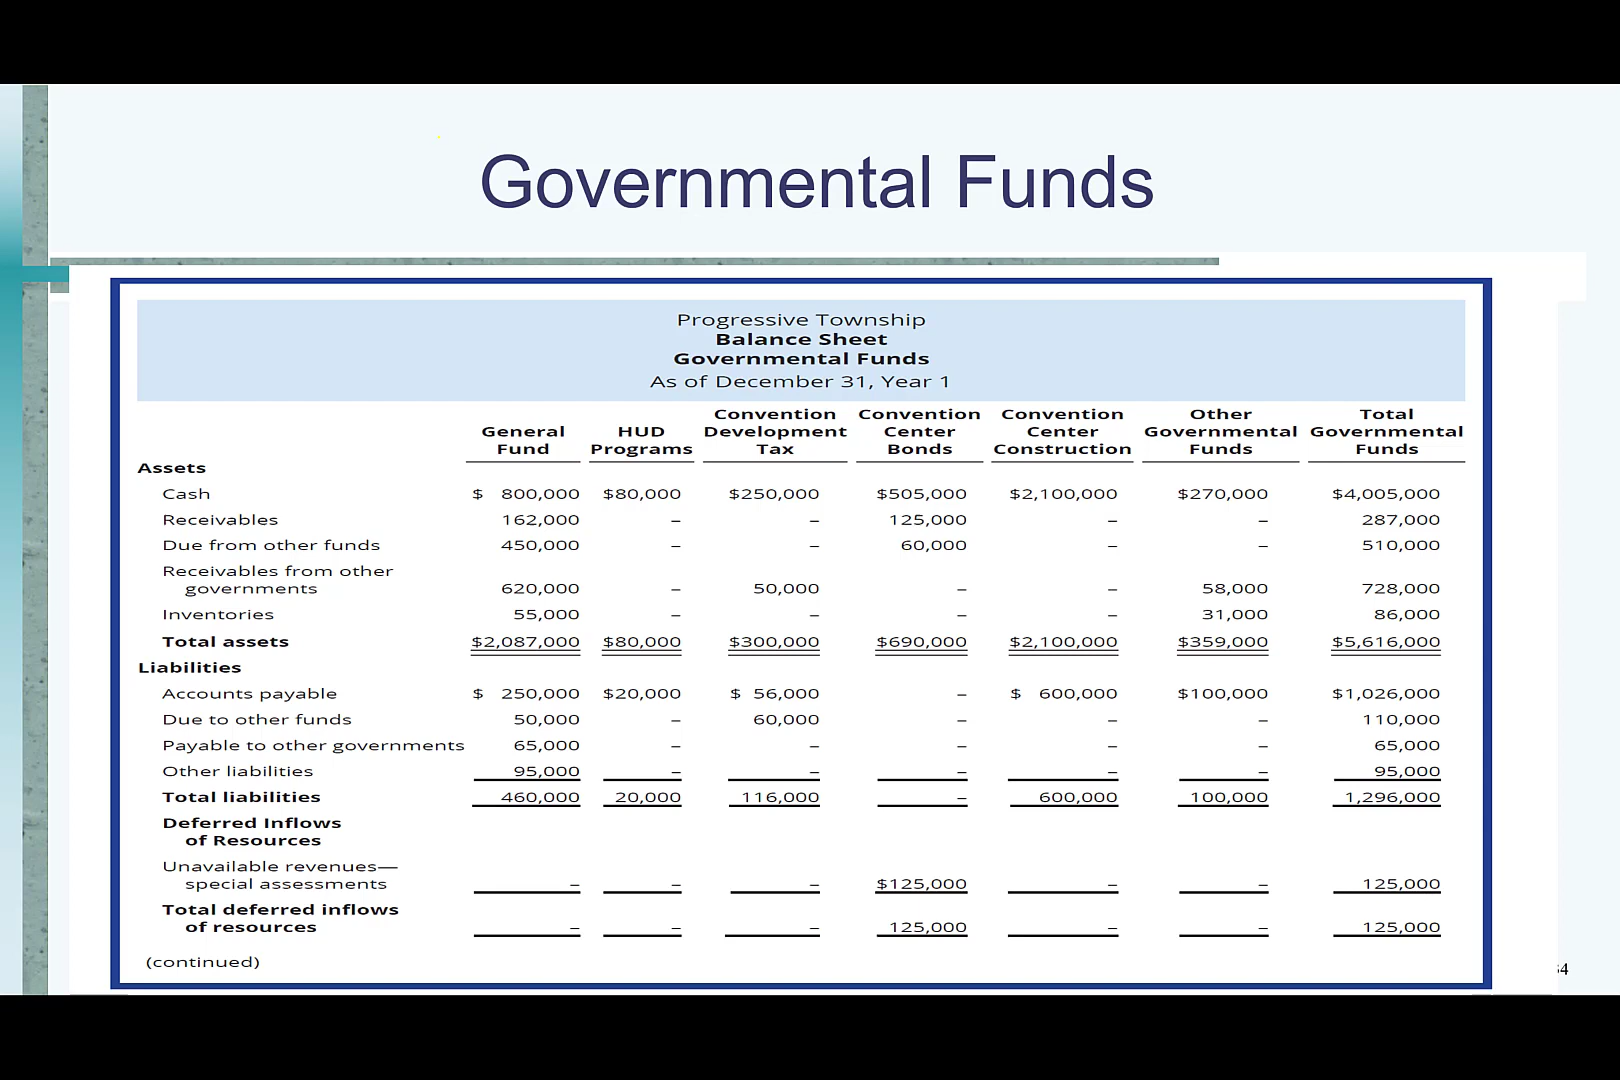 Governmental Funds
Progressive Township
Balance Sheet
Governmental Funds
As of December 31, Year 1
Convention Convention Convention Other Total
General HUD Development Center Center Governmental Governmental
Fund Programs Tax Bonds Construction Funds Funds
Assets
Cash $ 800,000 $80,000 $250,000 $505,000 $2,100,000 $270,000 $4,005,000
Receivables 162,000 – – 125,000 – – 287,000
Due from other funds 450,000 – – 60,000 – – 510,000
Receivables from other
governments 620,000 – 50,000 – – 58,000 728,000
Inventories 55,000 – – – – 31,000 86,000
Total assets $2,087,000 $80,000 $300,000 $690,000 $2,100,000 $359,000 $5,616,000
Liabilities
Accounts payable $ 250,000 $20,000 $ 56,000 – $ 600,000 $100,000 $1,026,000
Due to other funds 50,000 – 60,000 – – – 110,000
Payable to other governments 65,000 – – – – – 65,000
Other liabilities 95,000 – – – – – 95,000
Total liabilities 460,000 20,000 116,000 – 600,000 100,000 1,296,000
Deferred Inflows
of Resources
Unavailable revenues—
special assessments – – – $125,000 – – 125,000
Total deferred inflows
of resources – – – 125,000 – – 125,000
(continued)